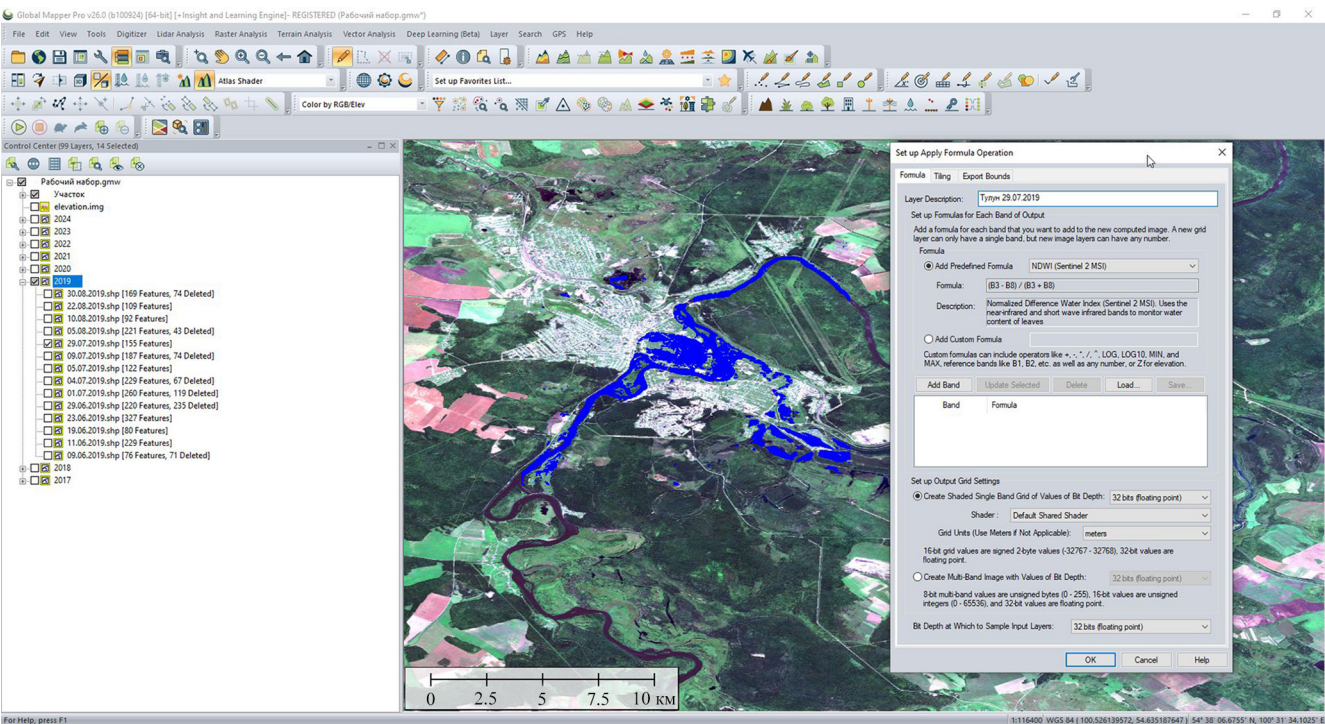 Global Mapper Pro v26.0 (b100924) [64-bit] [+Insight and Learning Engine]- REGISTERED (Рабочий набор.gmw*)
File Edit View Tools Digitizer Lidar Analysis Raster Analysis Terrain Analysis Vector Analysis Deep Learning (Beta) Layer Search GPS Help
Atlas Shader
Set up Favorites List...
Color by RGB/Elev
Control Center (99 Layers, 14 Selected)
Рабочий набор.gmw
Участок
elevation.img
2024
2023
2022
2021
2020
2019
30.08.2019.shp [169 Features, 74 Deleted]
22.08.2019.shp [109 Features]
10.08.2019.shp [92 Features]
05.08.2019.shp [221 Features, 43 Deleted]
29.07.2019.shp [155 Features]
09.07.2019.shp [187 Features, 74 Deleted]
05.07.2019.shp [122 Features]
04.07.2019.shp [229 Features, 67 Deleted]
01.07.2019.shp [260 Features, 119 Deleted]
29.06.2019.shp [220 Features, 235 Deleted]
23.06.2019.shp [327 Features]
19.06.2019.shp [80 Features]
11.06.2019.shp [229 Features]
09.06.2019.shp [76 Features, 71 Deleted]
2018
2017
0 2.5 5 7.5 10 км
Set up Apply Formula Operation
Formula Tiling Export Bounds
Layer Description: Тулун 29.07.2019
Set up Formulas for Each Band of Output
Add a formula for each band that you want to add to the new computed image. A new grid
layer can only have a single band, but new image layers can have any number.
Formula
Add Predefined Formula NDWI (Sentinel 2 MSI)
Formula: (B3 - B8) / (B3 + B8)
Description: Normalized Difference Water Index (Sentinel 2 MSI). Uses the
near-infrared and short wave infrared bands to monitor water
content of leaves
Add Custom Formula
Custom formulas can include operators like +, -, *, /, ^, LOG, LOG10, MIN, and
MAX, reference bands like B1, B2, etc. as well as any number, or Z for elevation.
Add Band Update Selected Delete Load... Save...
Band Formula
Set up Output Grid Settings
Create Shaded Single Band Grid of Values of Bit Depth: 32 bits (floating point)
Shader : Default Shared Shader
Grid Units (Use Meters if Not Applicable): meters
16-bit grid values are signed 2-byte values (-32767 - 32768), 32-bit values are
floating point.
Create Multi-Band Image with Values of Bit Depth: 32 bits (floating point)
8-bit multi-band values are unsigned bytes (0 - 255), 16-bit values are unsigned
integers (0 - 65536), and 32-bit values are floating point.
Bit Depth at Which to Sample Input Layers: 32 bits (floating point)
OK Cancel Help
For Help, press F1
1:116400 WGS 84 ( 100.526139572, 54.635187647 ) 54° 38' 06.6755" N, 100° 31' 34.1025" E